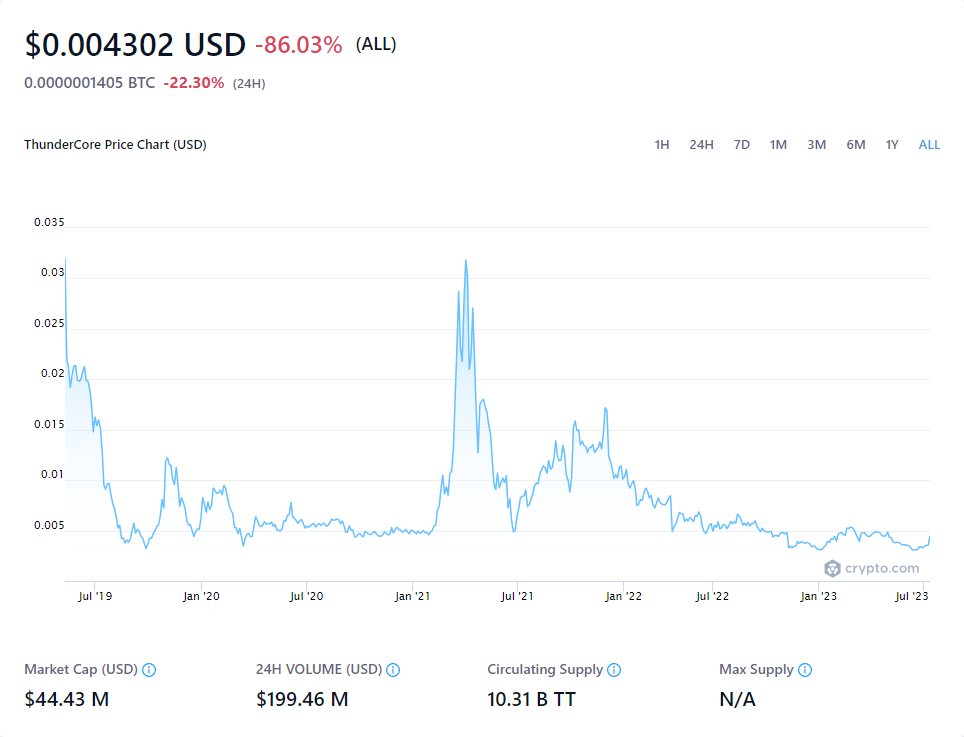 $0.004302 USD -86.03% (ALL)
0.0000001405 BTC -22.30% (24H)
ThunderCore Price Chart (USD) 1H 24H 7D 1M 3M 6M 1Y ALL
0.035
0.03
0.025
0.02
0.015
0.01
0.005
crypto.com
Jul '19 Jan '20 Jul '20 Jan '21 Jul '21 Jan '22 Jul '22 Jan '23 Jul '23
Market Cap (USD) 24H VOLUME (USD) Circulating Supply Max Supply
$44.43 M $199.46 M 10.31 B TT N/A